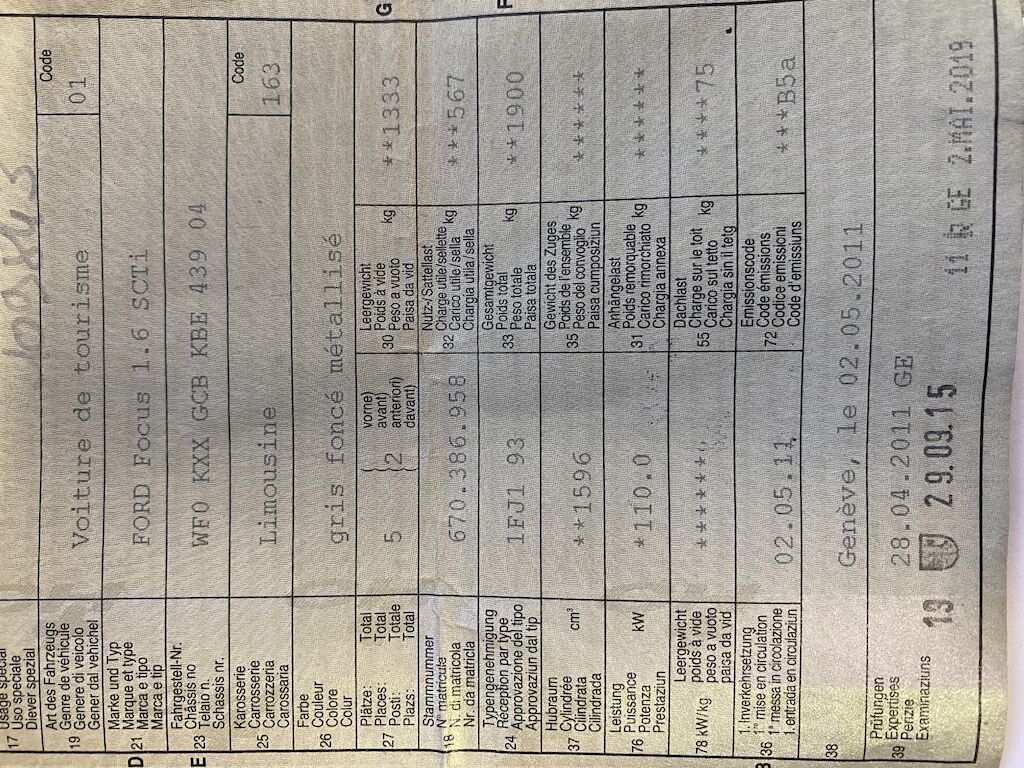 17 Uso speciale
Diever spezial
19
Art des Fahrzeugs
Genre de véhicule
Genere di veicolo
Gener dal vehichel
Voiture de tourisme
Code
01
D
21
Marke und Typ
Marque et type
Marca e tipo
Marca e tip
FORD Focus 1.6 SCTi
E
23
Fahrgestell-Nr.
Châssis no
Telaio n.
Schassis nr.
WF0 KXX GCB KBE 439 04
25
Karosserie
Carrosserie
Carrozzeria
Carossaria
Limousine
Code
163
26
Farbe
Couleur
Colore
Colur
gris foncé métallisé
27
Plätze: Total
Places: Total
Posti: Totale
Plazs: Total
5
2
vorne)
avant)
anteriori)
davant)
G
30
Leergewicht
Poids à vide
Peso a vuoto kg
Paisa da vid
**1333
18
Stammnummer
N° matricule
N. di matricola
Nr. da matricla
670.386.958
32
Nutz-/ Sattellast
Charge utile/sellette kg
Carico utile/sella
Chargia utila/ sella
***567
24
Typengenehmigung
Réception par type
Approvazione del tipo
Approvaziun dal tip
1FJ1 93
F
33
Gesamtgewicht
Poids total kg
Peso totale
Paisa totala
**1900
37
Hubraum
Cylindrée cm³
Cilindrata
Cilindrada
**1596
35
Gewicht des Zuges
Poids de l'ensemble kg
Peso del convoglio
Paisa cumposiziun
******
76
Leistung
Puissance kW
Potenza
Prestaziun
*110.0
31
Anhängelast
Poids remorquable kg
Carico rimorchiato
Chargia annexa
******
78 kW/kg
Leergewicht
poids à vide
peso a vuoto
paisa da vid
******
55
Dachlast
Charge sur le toit kg
Carico sul tetto
Chargia sin il tetg
****75
B
36
1. Inverkehrsetzung
1re mise en circulation
1a messa in circolazione
1. entrada en circulaziun
02.05.11
72
Emissionscode
Code émissions
Codice emissioni
Code d'emissiuns
***B5a
38
Genève, le 02.05.2011
39
Prüfungen
Expertises
Perizie
Examinaziuns
28.04.2011 GE
13 29.09.15
11 GE 2.MAI.2019